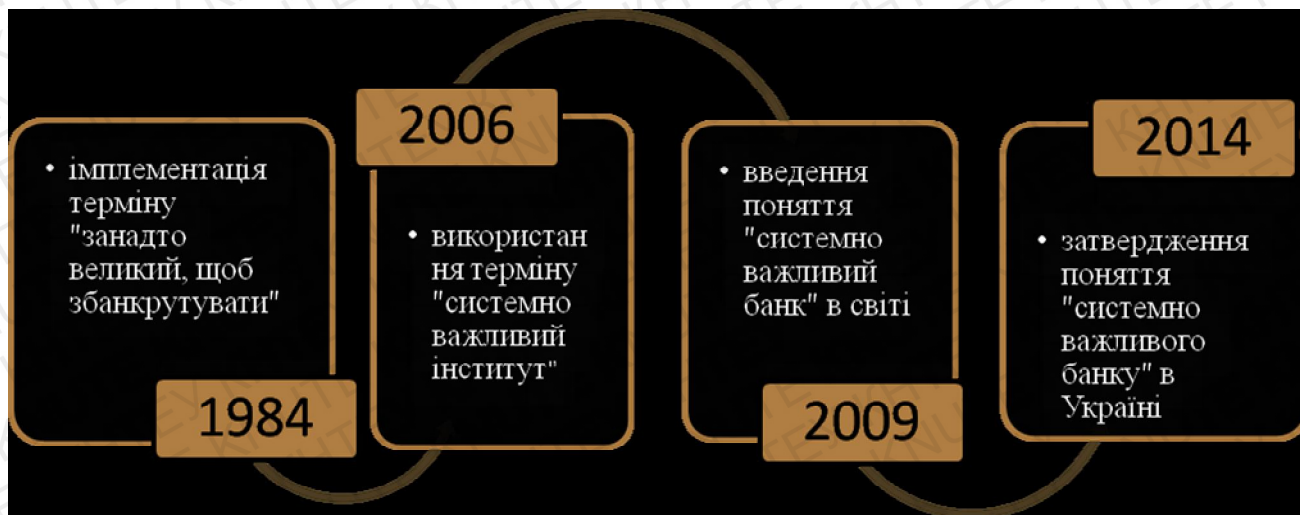 • імплементація
терміну
"занадто
великий, щоб
збанкрутувати"
1984
2006
• використан
ня терміну
"системно
важливий
інститут"
• введення
поняття
"системно
важливий
банк" в світі
2009
2014
• затвердження
поняття
"системно
важливого
банку" в
Україні